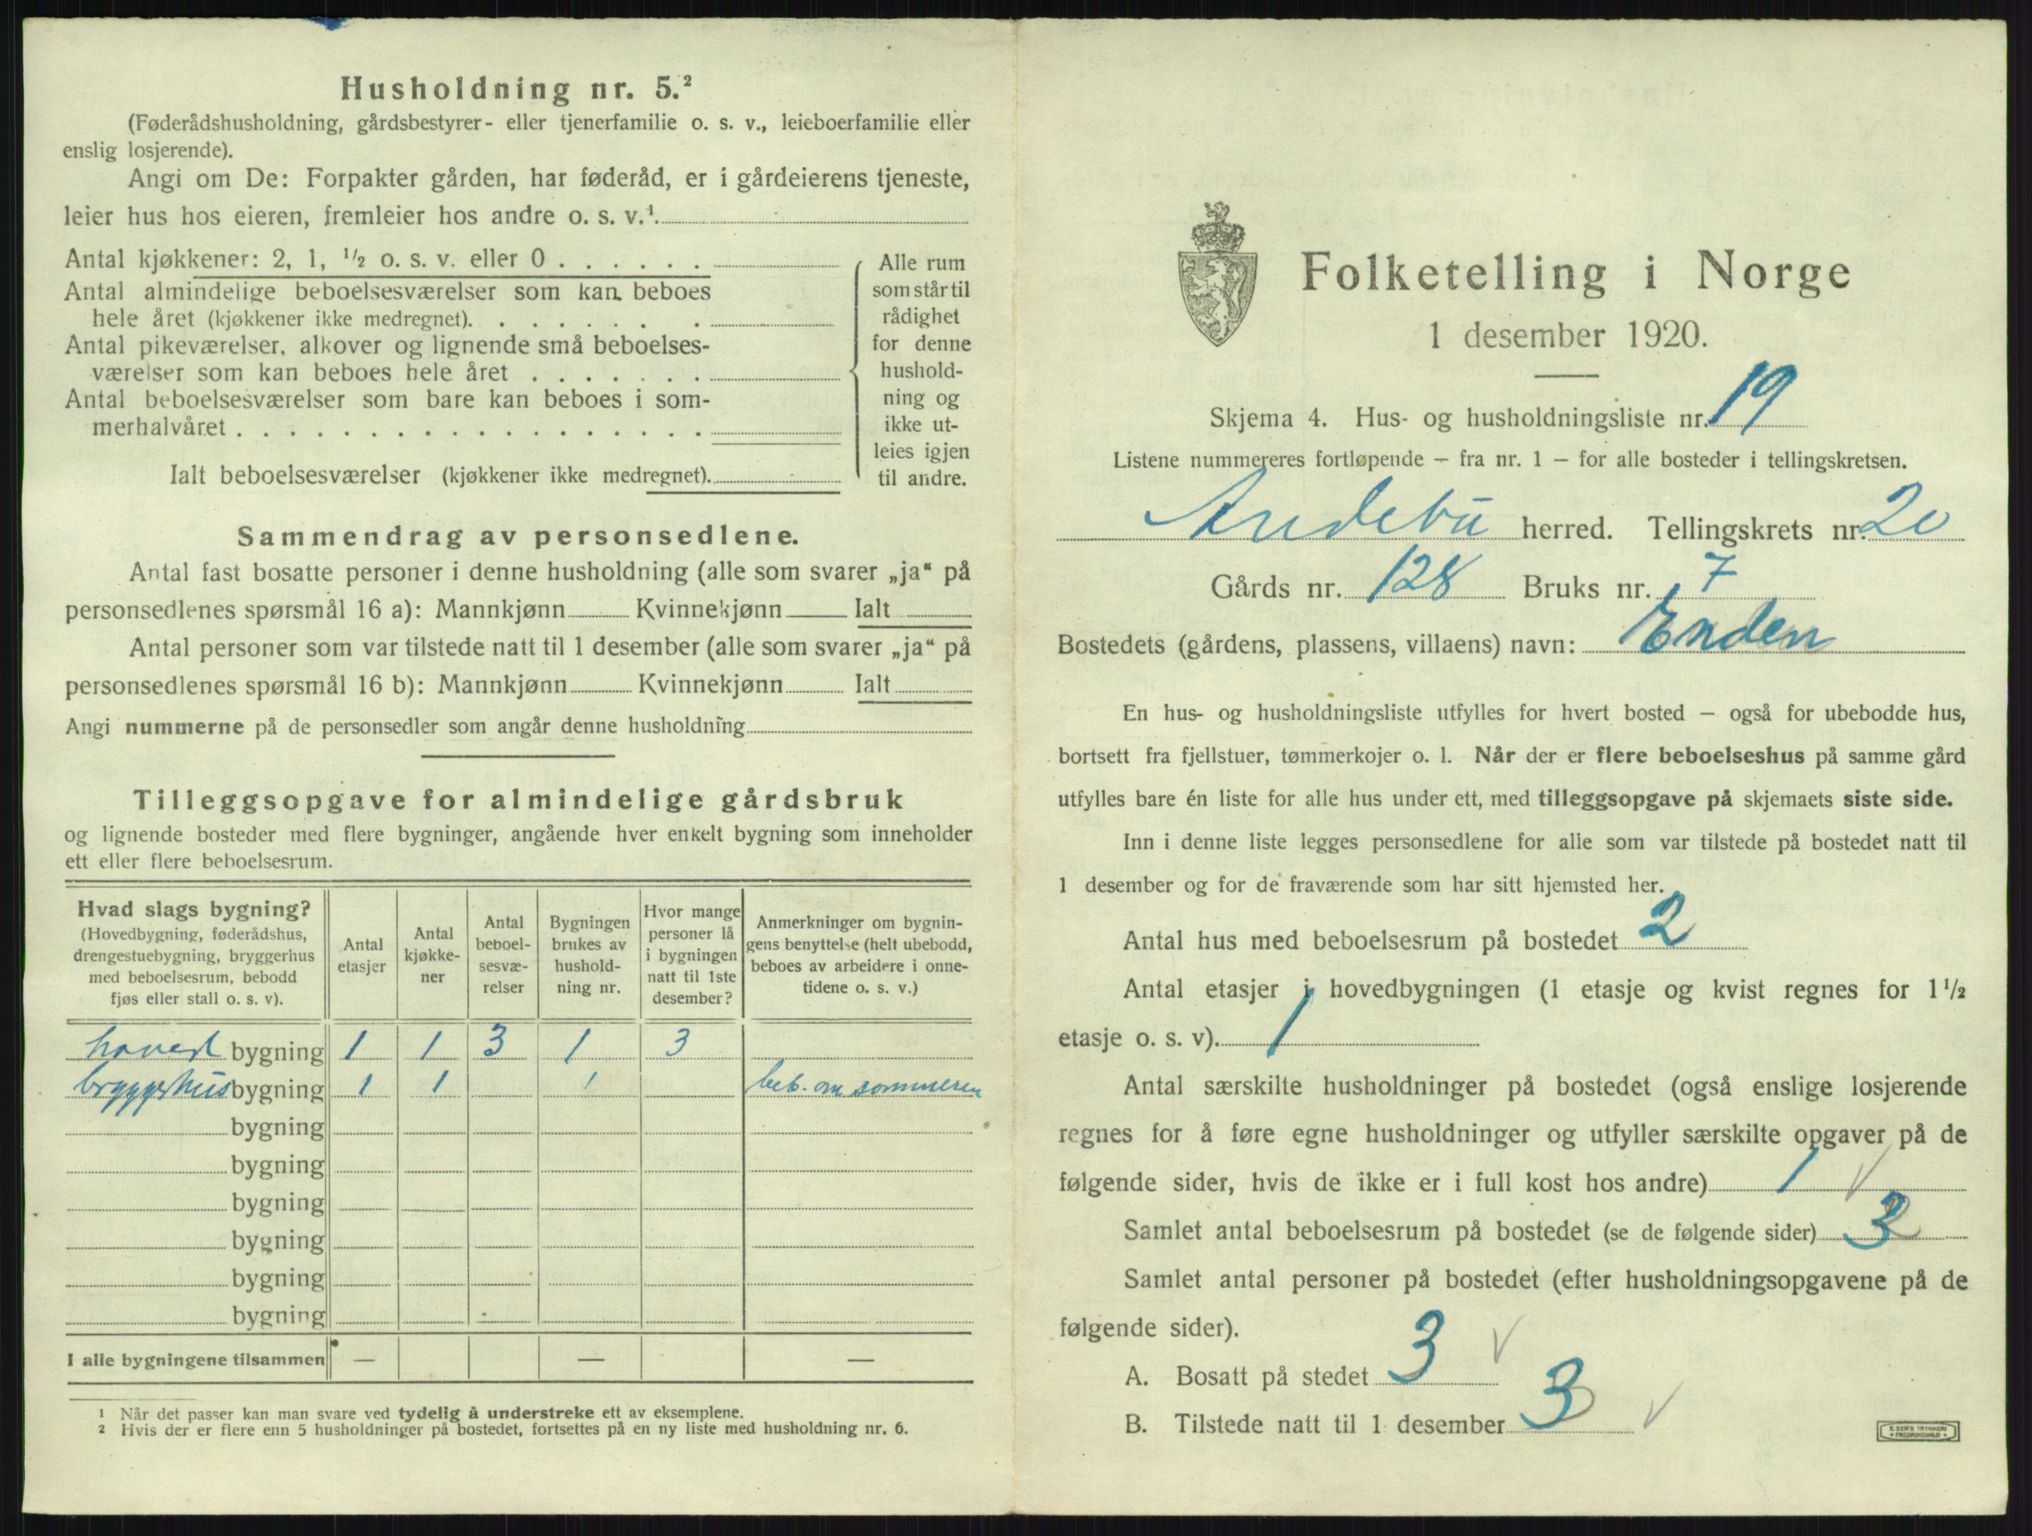 Husholdning nr. 5.²
(Føderådshusholdning, gårdsbestyrer- eller tjenerfamilie o. s. v., leieboerfamilie eller
enslig losjerende).
Angi om De: Forpakter gården, har føderåd, er i gårdeierens tjeneste,
leier hus hos eieren, fremleier hos andre o. s. v.¹
Antal kjøkkener: 2, 1, ½ o. s. v. eller 0 . . . . . .
Antal almindelige beboelsesværelser som kan beboes
hele året (kjøkkener ikke medregnet). . . . . . . .
Antal pikeværelser, alkover og lignende små beboelses-
værelser som kan beboes hele året . . . . . . .
Antal beboelsesværelser som bare kan beboes i som-
merhalvåret . . . . . . . . . . . . . . . . . .
Ialt beboelsesværelser (kjøkkener ikke medregnet).
Alle rum
som står til
rådighet
for denne
hushold-
ning og
ikke ut-
leies igjen
til andre.
Sammendrag av personsedlene.
Antal fast bosatte personer i denne husholdning (alle som svarer „ja“ på
personsedlenes spørsmål 16 a): Mannkjønn Kvinnekjønn Ialt
Antal personer som var tilstede natt til 1 desember (alle som svarer „ja“ på
personsedlenes spørsmål 16 b): Mannkjønn Kvinnekjønn Ialt
Angi nummerne på de personsedler som angår denne husholdning
Tilleggsopgave for almindelige gårdsbruk
og lignende bosteder med flere bygninger, angående hver enkelt bygning som inneholder
ett eller flere beboelsesrum.
Hvad slags bygning?
(Hovedbygning, føderådshus,
drengestuebygning, bryggerhus
med beboelsesrum, bebodd
fjøs eller stall o. s. v).
Antal
etasjer
Antal
kjøkke-
ner
Antal
beboel-
sesvæ-
relser
Bygningen
brukes av
hushold-
ning nr.
Hvor mange
personer lå
i bygningen
natt til 1ste
desember?
Anmerkninger om bygnin-
gens benyttelse (helt ubebodd,
beboes av arbeidere i onne-
tidene o. s. v.)
hoved bygning 1 1 3 1 3
bryggerhus bygning 1 1 1 beb. om sommeren
bygning
bygning
bygning
bygning
bygning
bygning
I alle bygningene tilsammen — — —
¹ Når det passer kan man svare ved tydelig å understreke ett av eksemplene.
² Hvis der er flere enn 5 husholdninger på bostedet, fortsettes på en ny liste med husholdning nr. 6.
Folketelling i Norge
1 desember 1920.
Skjema 4. Hus- og husholdningsliste nr. 19
Listene nummereres fortløpende — fra nr. 1 — for alle bosteder i tellingskretsen.
Andebu herred. Tellingskrets nr. 20
Gårds nr. 128 Bruks nr. 7
Bostedets (gårdens, plassens, villaens) navn: Enden
En hus- og husholdningsliste utfylles for hvert bosted — også for ubebodde hus,
bortsett fra fjellstuer, tømmerkojer o. l. Når der er flere beboelseshus på samme gård
utfylles bare én liste for alle hus under ett, med tilleggsopgave på skjemaets siste side.
Inn i denne liste legges personsedlene for alle som var tilstede på bostedet natt til
1 desember og for de fraværende som har sitt hjemsted her.
Antal hus med beboelsesrum på bostedet 2
Antal etasjer i hovedbygningen (1 etasje og kvist regnes for 1½
etasje o. s. v). 1
Antal særskilte husholdninger på bostedet (også enslige losjerende
regnes for å føre egne husholdninger og utfyller særskilte opgaver på de
følgende sider, hvis de ikke er i full kost hos andre) 1 √
Samlet antal beboelsesrum på bostedet (se de følgende sider) 3
Samlet antal personer på bostedet (efter husholdningsopgavene på de
følgende sider).
A. Bosatt på stedet 3 √
B. Tilstede natt til 1 desember 3 √